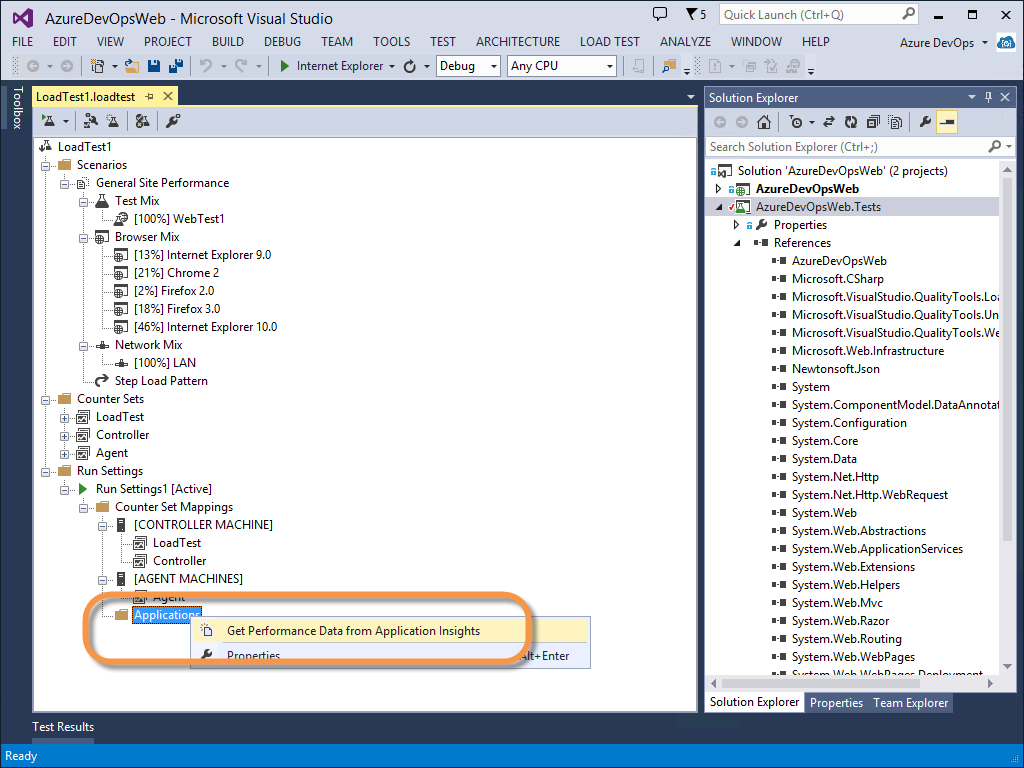 AzureDevOpsWeb - Microsoft Visual Studio
5
Quick Launch (Ctrl+Q)
FILE EDIT VIEW PROJECT BUILD DEBUG TEAM TOOLS TEST ARCHITECTURE LOAD TEST ANALYZE WINDOW HELP
Azure DevOps
Internet Explorer
Debug
Any CPU
Toolbox
LoadTest1.loadtest
LoadTest1
Scenarios
General Site Performance
Test Mix
[100%] WebTest1
Browser Mix
[13%] Internet Explorer 9.0
[21%] Chrome 2
[2%] Firefox 2.0
[18%] Firefox 3.0
[46%] Internet Explorer 10.0
Network Mix
[100%] LAN
Step Load Pattern
Counter Sets
LoadTest
Controller
Agent
Run Settings
Run Settings1 [Active]
Counter Set Mappings
[CONTROLLER MACHINE]
LoadTest
Controller
[AGENT MACHINES]
Agent
Applications
Get Performance Data from Application Insights
Properties
Alt+Enter
Solution Explorer
Search Solution Explorer (Ctrl+;)
Solution 'AzureDevOpsWeb' (2 projects)
AzureDevOpsWeb
AzureDevOpsWeb.Tests
Properties
References
AzureDevOpsWeb
Microsoft.CSharp
Microsoft.VisualStudio.QualityTools.Loa
Microsoft.VisualStudio.QualityTools.Un
Microsoft.VisualStudio.QualityTools.We
Microsoft.Web.Infrastructure
Newtonsoft.Json
System
System.ComponentModel.DataAnnotat
System.Configuration
System.Core
System.Data
System.Net.Http
System.Net.Http.WebRequest
System.Web
System.Web.Abstractions
System.Web.ApplicationServices
System.Web.Extensions
System.Web.Helpers
System.Web.Mvc
System.Web.Razor
System.Web.Routing
System.Web.WebPages
System.Web.WebPages.Deployment
Solution Explorer
Properties
Team Explorer
Test Results
Ready